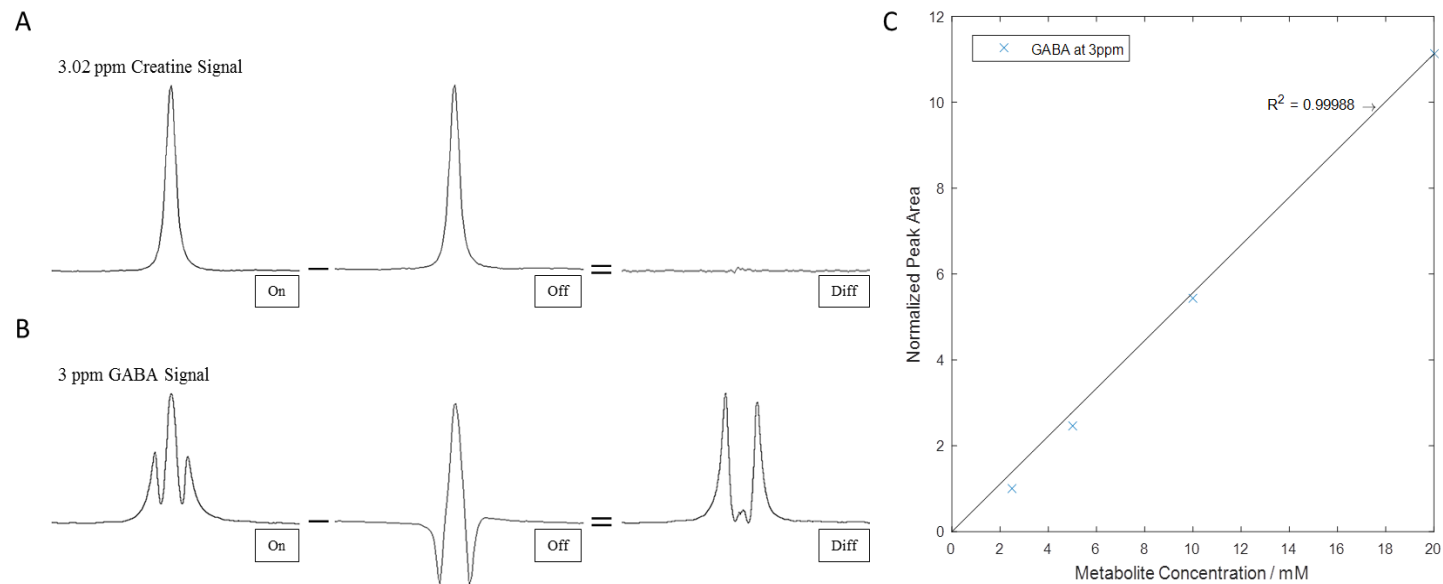 A
3.02 ppm Creatine Signal
On
Off
Diff
B
3 ppm GABA Signal
On
Off
Diff
C
GABA at 3ppm
R² = 0.99988 →
Normalized Peak Area
12
10
8
6
4
2
0
0 2 4 6 8 10 12 14 16 18 20
Metabolite Concentration / mM